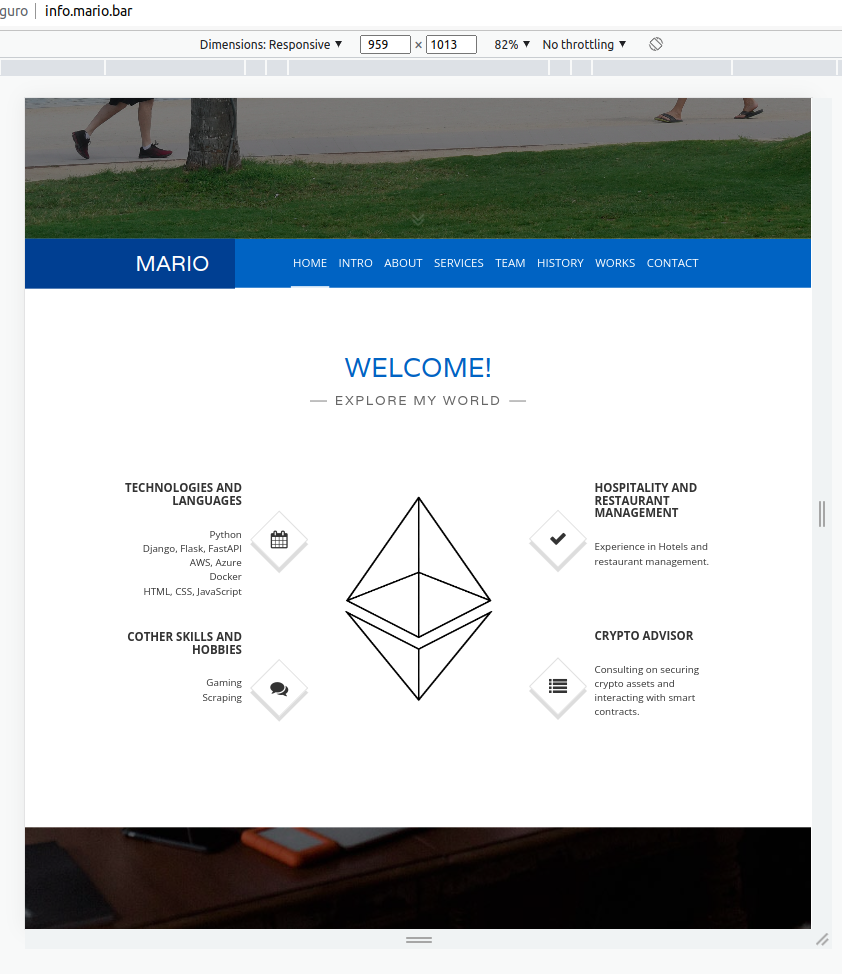 guro info.mario.bar
Dimensions: Responsive ▼ 959 × 1013 82% ▼ No throttling ▼
MARIO HOME INTRO ABOUT SERVICES TEAM HISTORY WORKS CONTACT
WELCOME!
EXPLORE MY WORLD
TECHNOLOGIES AND
LANGUAGES
Python
Django, Flask, FastAPI
AWS, Azure
Docker
HTML, CSS, JavaScript
HOSPITALITY AND
RESTAURANT
MANAGEMENT
Experience in Hotels and
restaurant management.
COTHER SKILLS AND
HOBBIES
Gaming
Scraping
CRYPTO ADVISOR
Consulting on securing
crypto assets and
interacting with smart
contracts.